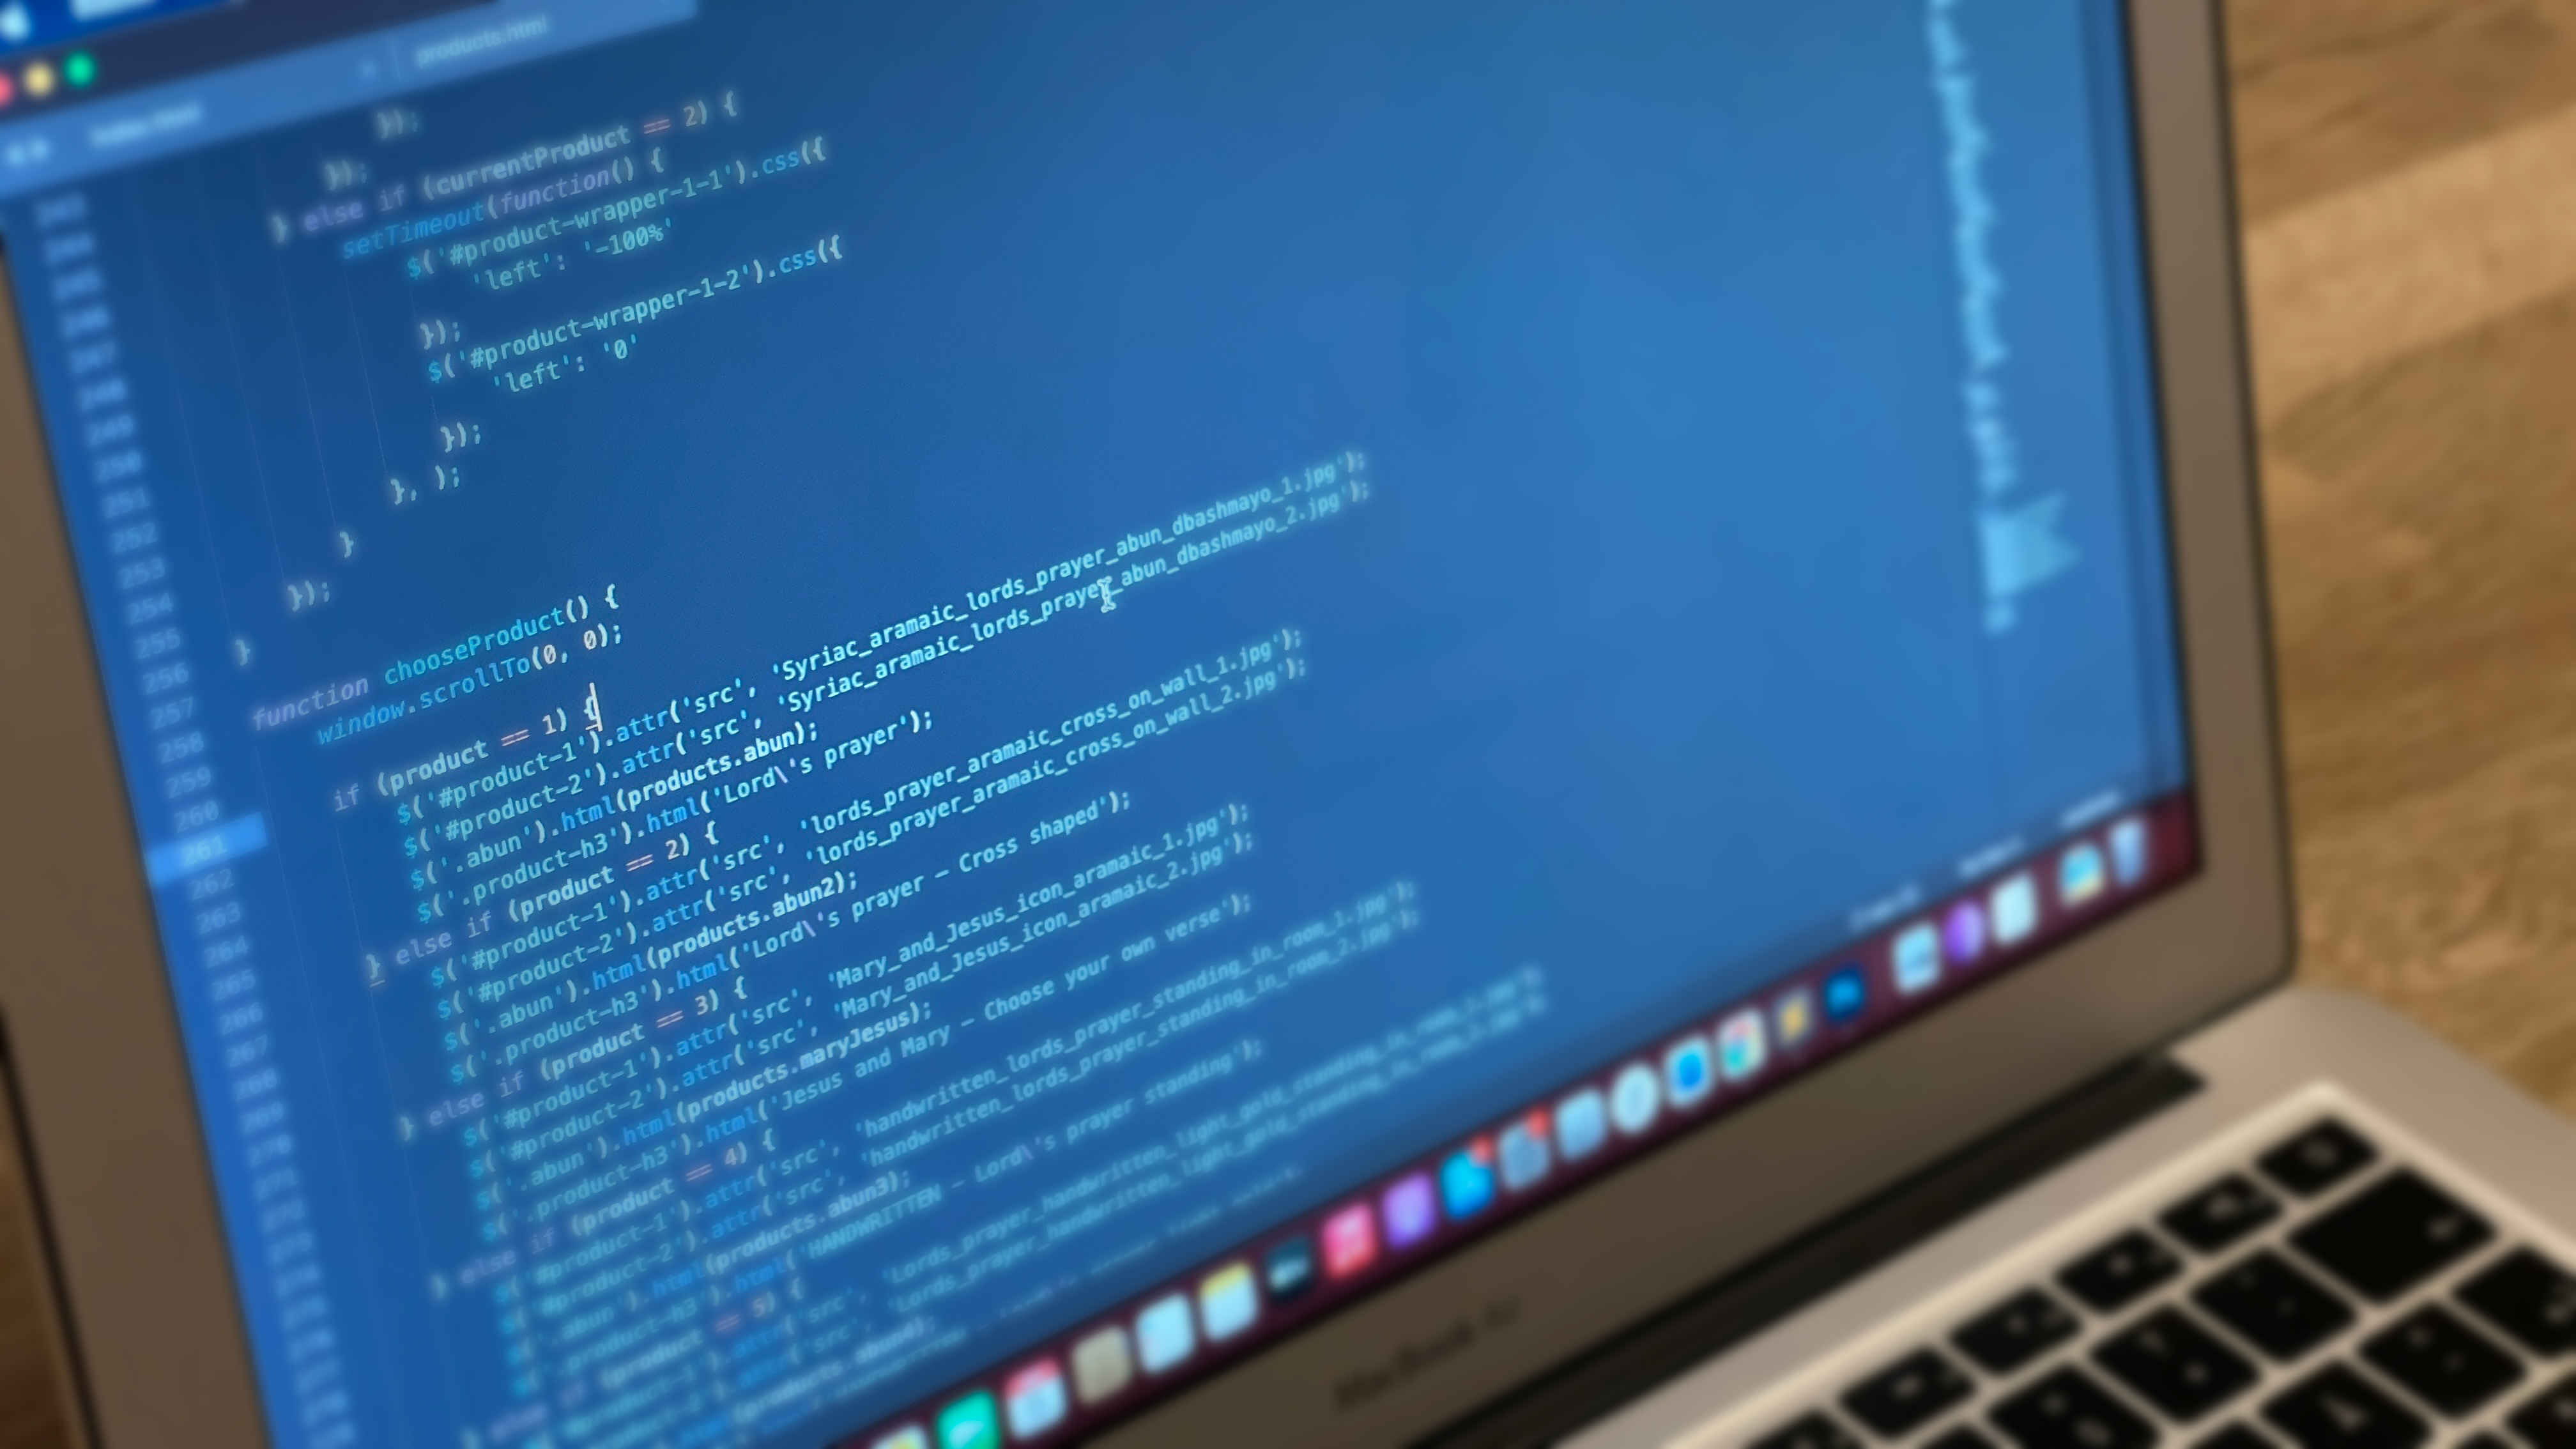 products.html
index.html
});
});
} else if (currentProduct == 2) {
setTimeout(function() {
$('#product-wrapper-1-1').css({
'left': '-100%'
});
$('#product-wrapper-1-2').css({
'left': '0'
});
}, );
}
});
}
function chooseProduct() {
window.scrollTo(0, 0);
if (product == 1) {
$('#product-1').attr('src', 'Syriac_aramaic_lords_prayer_abun_dbashmayo_1.jpg');
$('#product-2').attr('src', 'Syriac_aramaic_lords_prayer_abun_dbashmayo_2.jpg');
$('.abun').html(products.abun);
$('.product-h3').html('Lord\'s prayer');
} else if (product == 2) {
$('#product-1').attr('src', 'lords_prayer_aramaic_cross_on_wall_1.jpg');
$('#product-2').attr('src', 'lords_prayer_aramaic_cross_on_wall_2.jpg');
$('.abun').html(products.abun2);
$('.product-h3').html('Lord\'s prayer – Cross shaped');
} else if (product == 3) {
$('#product-1').attr('src', 'Mary_and_Jesus_icon_aramaic_1.jpg');
$('#product-2').attr('src', 'Mary_and_Jesus_icon_aramaic_2.jpg');
$('.abun').html(products.maryJesus);
$('.product-h3').html('Jesus and Mary – Choose your own verse');
} else if (product == 4) {
$('#product-1').attr('src', 'handwritten_lords_prayer_standing_in_room_1.jpg');
$('#product-2').attr('src', 'handwritten_lords_prayer_standing_in_room_2.jpg');
$('.abun').html(products.abun3);
$('.product-h3').html('HANDWRITTEN – Lord\'s prayer standing');
} else if (product == 5) {
$('#product-1').attr('src', 'Lords_prayer_handwritten_light_gold_standing_in_room_1.jpg');
$('#product-2').attr('src', 'Lords_prayer_handwritten_light_gold_standing_in_room_2.jpg');
$('.abun').html(products.abun4);
MacBook Air